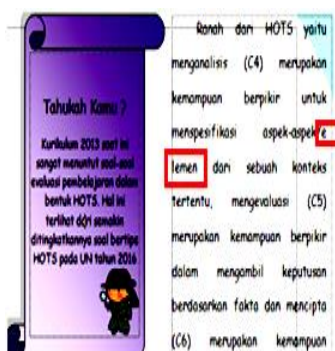 Tahukah Kamu ?
Kurikulum 2013 saat ini
sangat menuntut soal-soal
evaluasi pembelajaran dalam
bentuk HOTS. Hal ini
terlihat dari semakin
ditingkatkannya soal bertipe
HOTS pada UN tahun 2016
Ranah dari HOTS yaitu
menganalisis (C4) merupakan
kemampuan berpikir untuk
menspesifikasi aspek-aspek/e
lemen dari sebuah konteks
tertentu, mengevaluasi (C5)
merupakan kemampuan berpikir
dalam mengambil keputusan
berdasarkan fakta dan mencipta
(C6) merupakan kemampuan